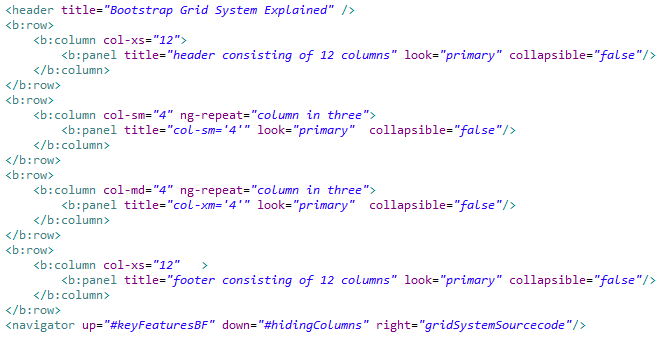 <header title="Bootstrap Grid System Explained" />
<b:row>
    <b:column col-xs="12">
        <b:panel title="header consisting of 12 columns" look="primary" collapsible="false"/>
    </b:column>
</b:row>
<b:row>
    <b:column col-sm="4" ng-repeat="column in three">
        <b:panel title="col-sm='4'" look="primary"  collapsible="false"/>
    </b:column>
</b:row>
<b:row>
    <b:column col-md="4" ng-repeat="column in three">
        <b:panel title="col-xm='4'" look="primary"  collapsible="false"/>
    </b:column>
</b:row>
<b:row>
    <b:column col-xs="12"   >
        <b:panel title="footer consisting of 12 columns" look="primary" collapsible="false"/>
    </b:column>
</b:row>
<navigator up="#keyFeaturesBF" down="#hidingColumns" right="gridSystemSourcecode"/>